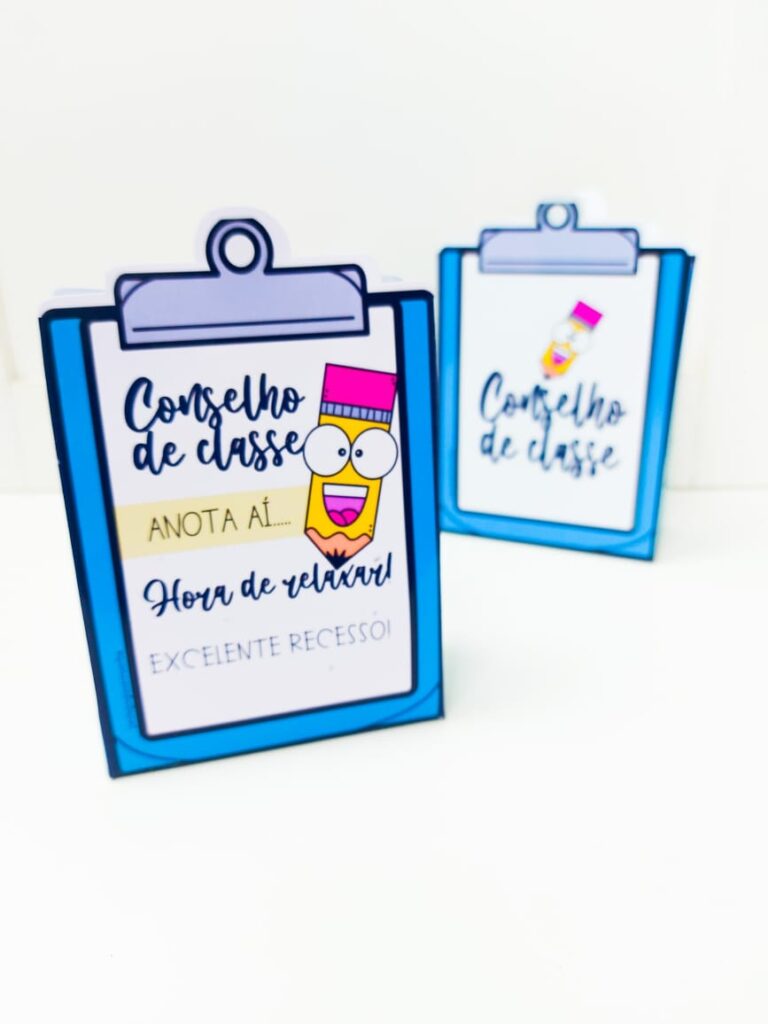 Conselho
de classe
ANOTA AÍ.....
Hora de relaxar!
EXCELENTE RECESSO!
Conselho
de classe